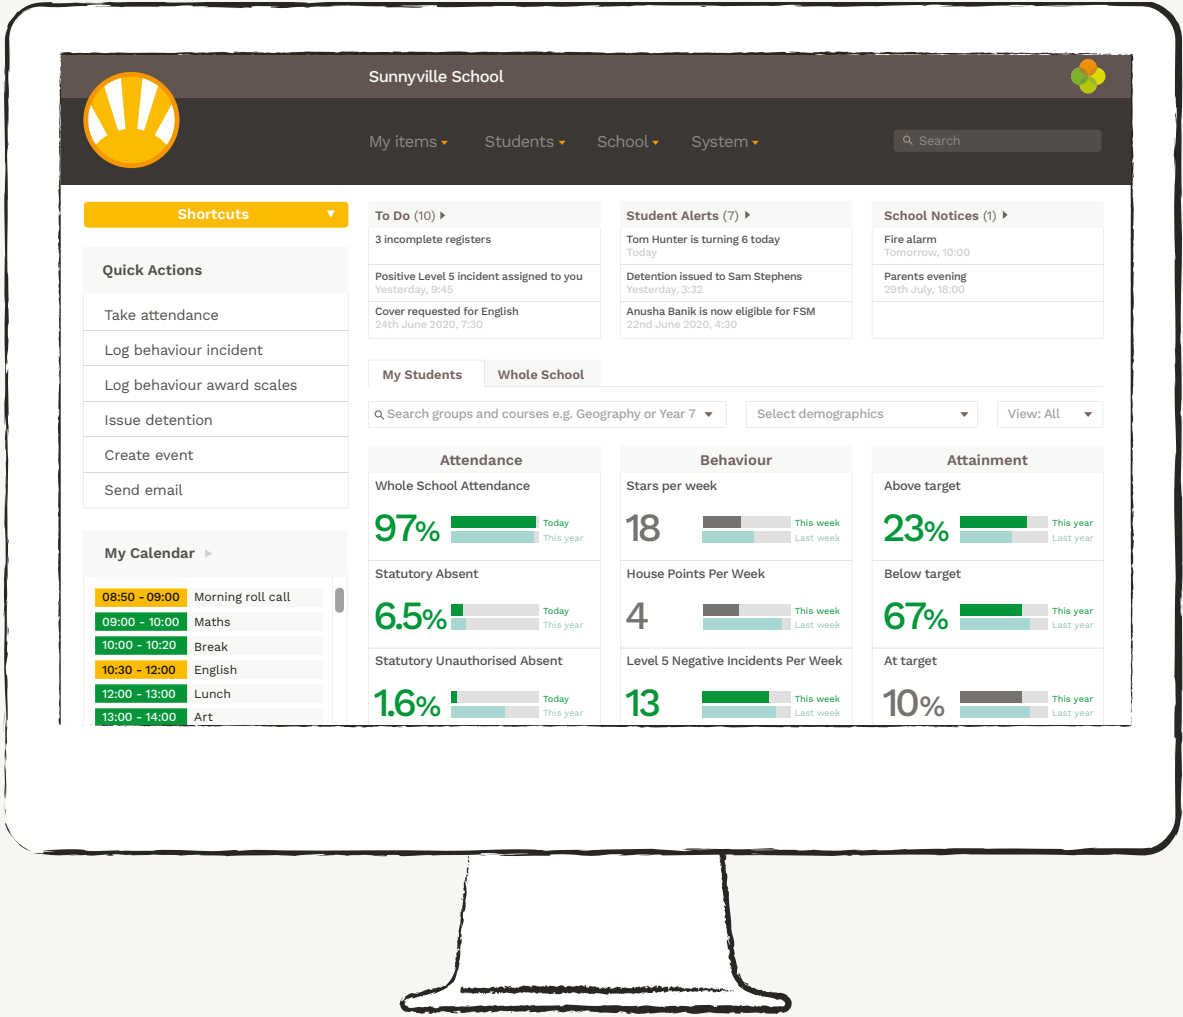 Sunnyville School
My items
Students
School
System
Search
Shortcuts
Quick Actions
Take attendance
Log behaviour incident
Log behaviour award scales
Issue detention
Create event
Send email
My Calendar
08:50 - 09:00 Morning roll call
09:00 - 10:00 Maths
10:00 - 10:20 Break
10:30 - 12:00 English
12:00 - 13:00 Lunch
13:00 - 14:00 Art
To Do (10)
3 incomplete registers
Positive Level 5 incident assigned to you
Yesterday, 9:45
Cover requested for English
24th June 2020, 7:30
Student Alerts (7)
Tom Hunter is turning 6 today
Today
Detention issued to Sam Stephens
Yesterday, 3:32
Anusha Banik is now eligible for FSM
22nd June 2020, 4:30
School Notices (1)
Fire alarm
Tomorrow, 10:00
Parents evening
29th July, 18:00
My Students
Whole School
Search groups and courses e.g. Geography or Year 7
Select demographics
View: All
Attendance
Whole School Attendance
97%
Today
This year
Statutory Absent
6.5%
Today
This year
Statutory Unauthorised Absent
1.6%
Today
This year
Behaviour
Stars per week
18
This week
Last week
House Points Per Week
4
This week
Last week
Level 5 Negative Incidents Per Week
13
This week
Last week
Attainment
Above target
23%
This year
Last year
Below target
67%
This year
Last year
At target
10%
This year
Last year